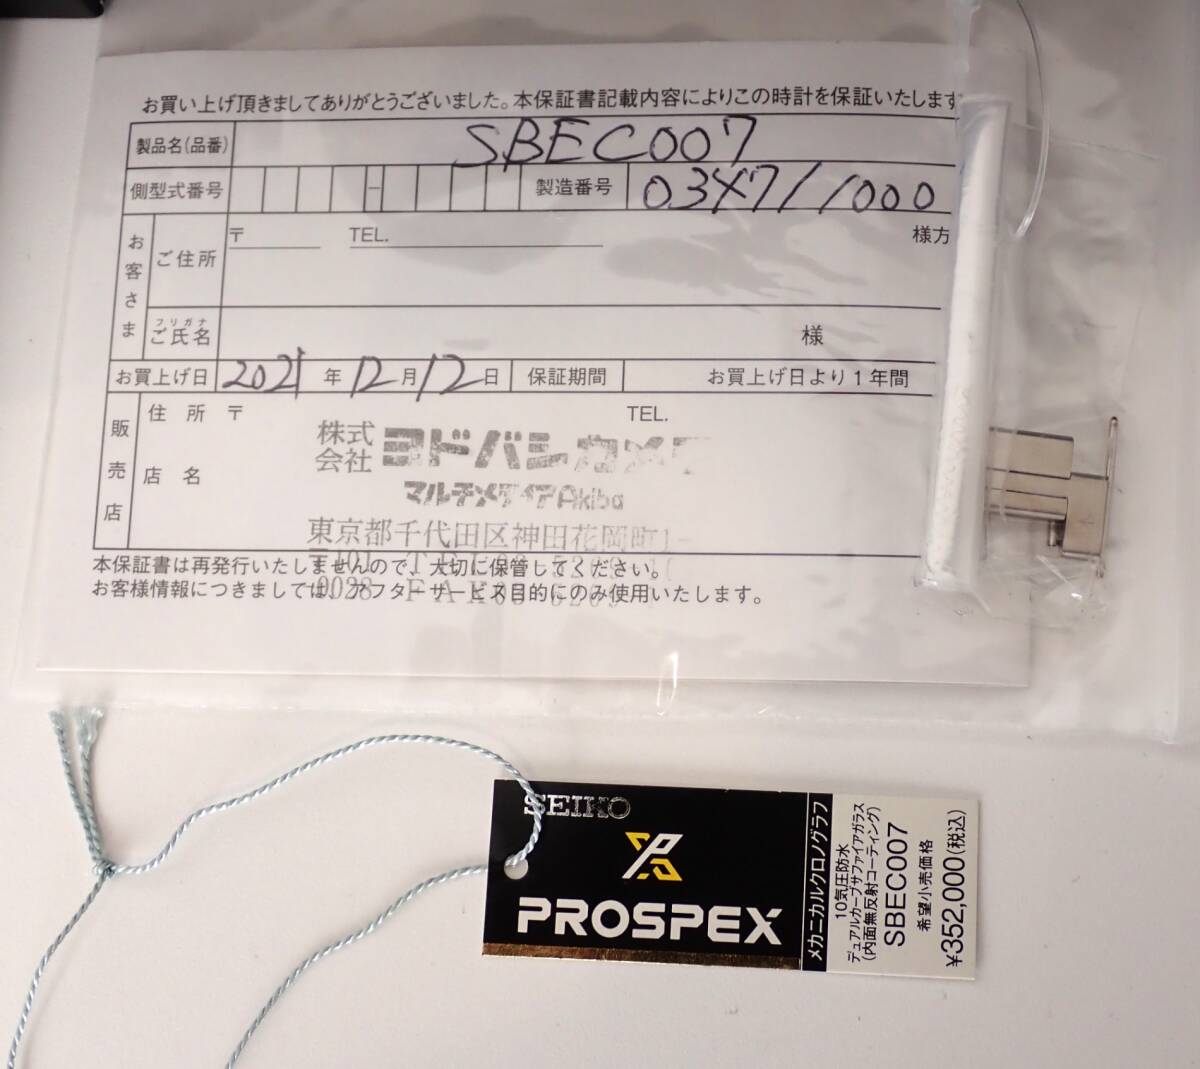 お買い上げ頂きましてありがとうございました。本保証書記載内容によりこの時計を保証いたします
製品名(品番) SBEC007
側型式番号 - 製造番号 0347/1000
お客さま
ご住所 〒 TEL. 様方
フリガナ
ご氏名 様
お買上げ日 2021年12月12日 保証期間 お買上げ日より1年間
販売店
住所 〒 TEL.
店名
株式会社 ヨドバシカメラ
マルチメディアAkiba
東京都千代田区神田花岡町1-
〒101 TEL03
本保証書は再発行いたしませんので、大切に保管してください。
0028 FAX03
お客様情報につきましては、アフターサービス目的にのみ使用いたします。
SEIKO
PROSPEX
メカニカルクロノグラフ
10気圧防水
デュアルカーブサファイアガラス
(内面無反射コーティング)
SBEC007
希望小売価格
¥352,000(税込)